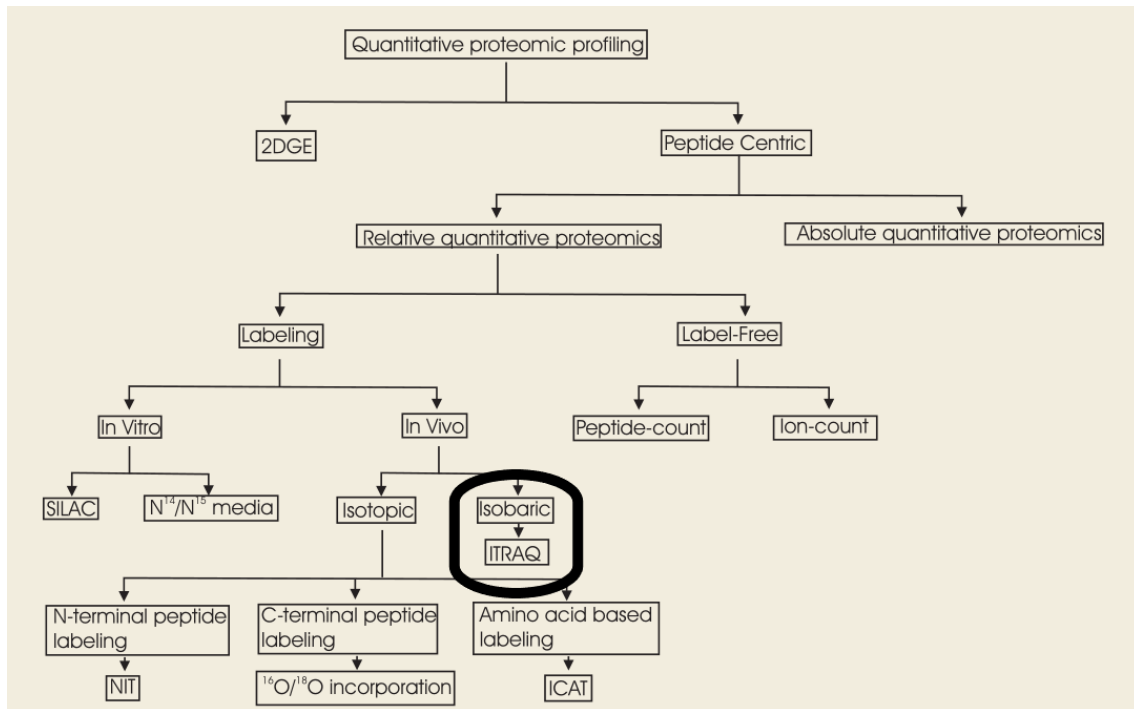 Quantitative proteomic profiling
2DGE
Peptide Centric
Relative quantitative proteomics
Absolute quantitative proteomics
Labeling
Label-Free
In Vitro
In Vivo
Peptide-count
Ion-count
SILAC
N¹⁴/N¹⁵ media
Isotopic
Isobaric
ITRAQ
N-terminal peptide
labeling
C-terminal peptide
labeling
Amino acid based
labeling
NIT
¹⁶O/¹⁸O incorporation
ICAT